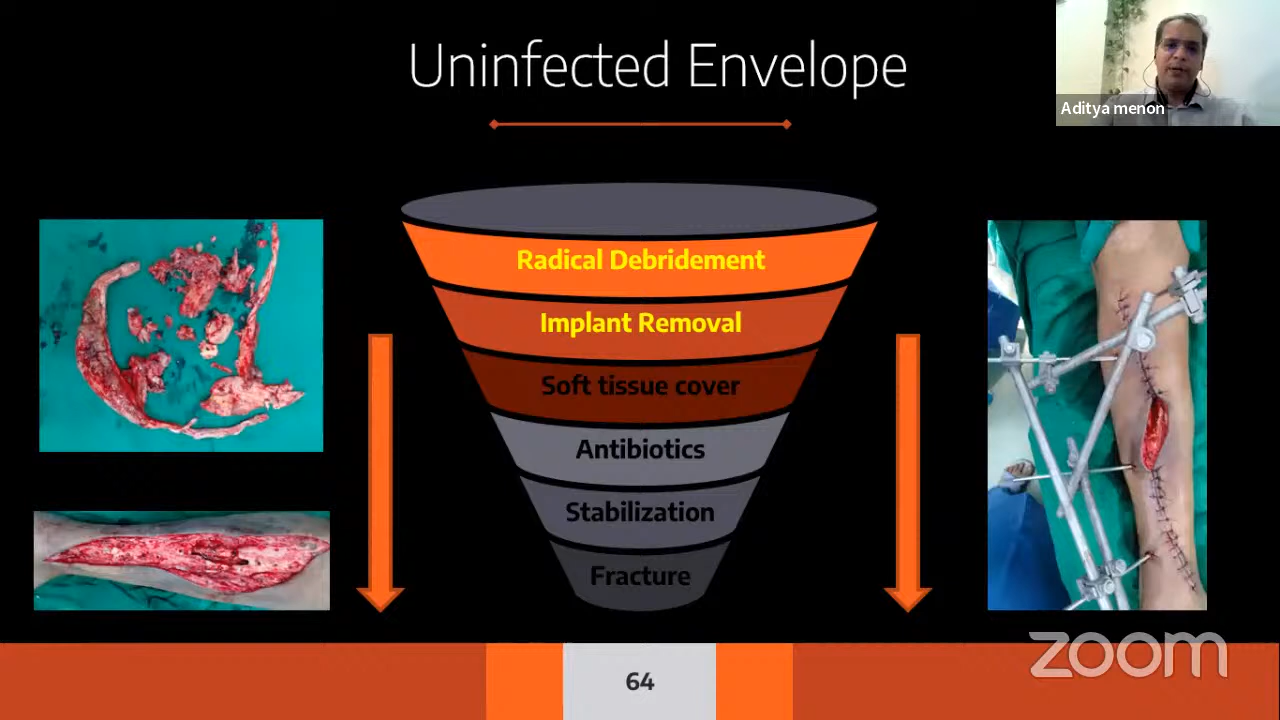 Uninfected Envelope
Aditya menon
Radical Debridement
Implant Removal
Soft tissue cover
Antibiotics
Stabilization
Fracture
zoom
64